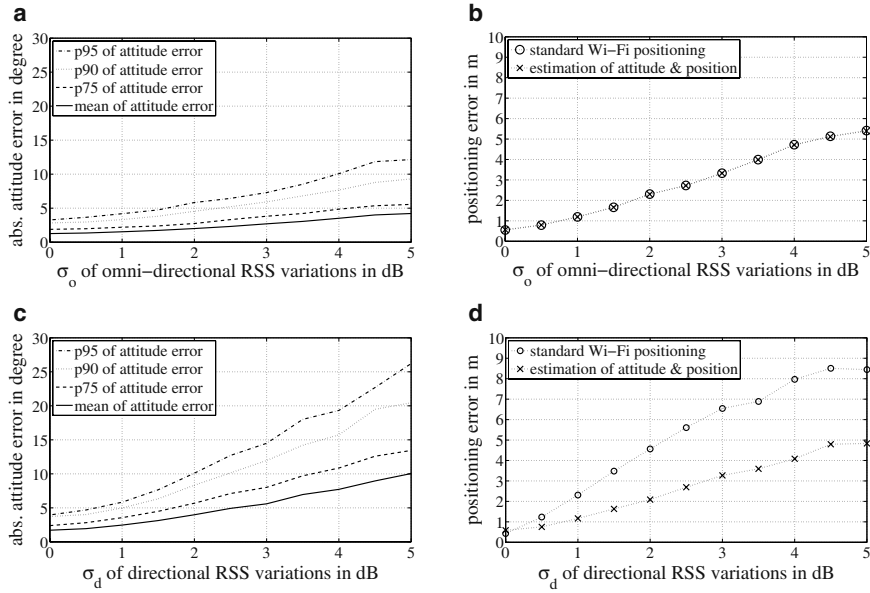 a
abs. attitude error in degree
30
25
20
15
10
5
0
p95 of attitude error
p90 of attitude error
p75 of attitude error
mean of attitude error
0 1 2 3 4 5
σo of omni−directional RSS variations in dB
b
positioning error in m
10
9
8
7
6
5
4
3
2
1
0
standard Wi−Fi positioning
estimation of attitude & position
0 1 2 3 4 5
σo of omni−directional RSS variations in dB
c
abs. attitude error in degree
30
25
20
15
10
5
0
p95 of attitude error
p90 of attitude error
p75 of attitude error
mean of attitude error
0 1 2 3 4 5
σd of directional RSS variations in dB
d
positioning error in m
10
9
8
7
6
5
4
3
2
1
0
standard Wi−Fi positioning
estimation of attitude & position
0 1 2 3 4 5
σd of directional RSS variations in dB